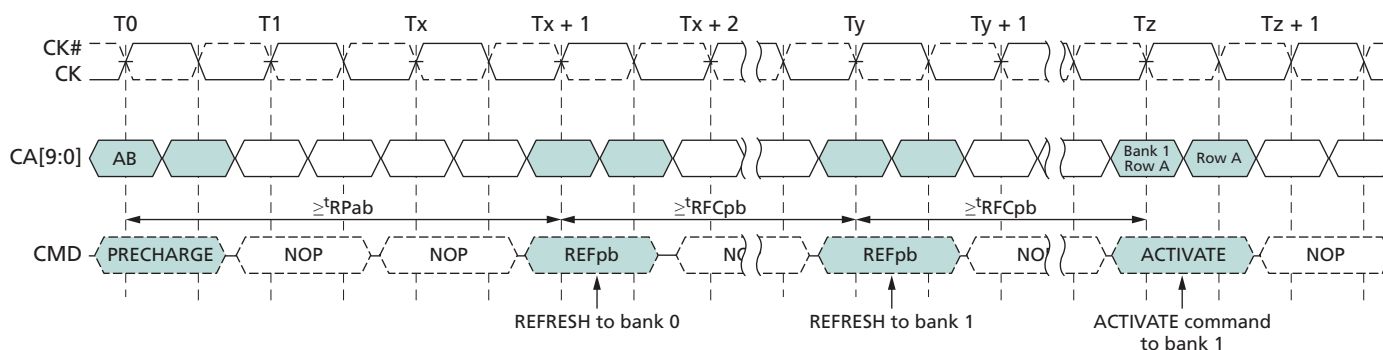 T0 T1 Tx Tx + 1 Tx + 2 Ty Ty + 1 Tz Tz + 1
CK#
CK
CA[9:0] AB Bank 1 Row A
Row A
≥tRPab ≥tRFCpb ≥tRFCpb
CMD PRECHARGE NOP NOP REFpb REFpb ACTIVATE NOP
REFRESH to bank 0 REFRESH to bank 1 ACTIVATE command
to bank 1